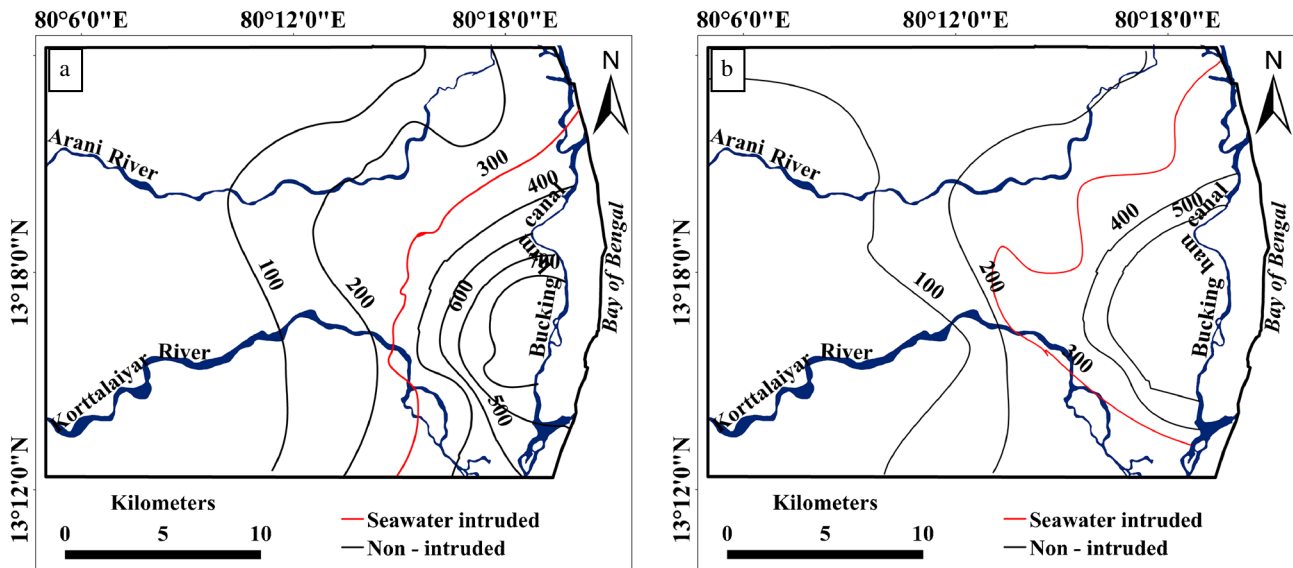 80°6'0"E 80°12'0"E 80°18'0"E
a
N
Arani River
300
400
canal
ham
700
100
200
600
Bucking
Bay of Bengal
13°18'0"N
Korttalaiyar River
500
13°12'0"N
Kilometers
0 10
Seawater intruded
Non - intruded
80°6'0"E 80°12'0"E 80°18'0"E
b
N
Arani River
500
400
canal
ham
200
100
Bucking
Bay of Bengal
13°18'0"N
Korttalaiyar River
300
13°12'0"N
Kilometers
0 5 10
Seawater intruded
Non - intruded